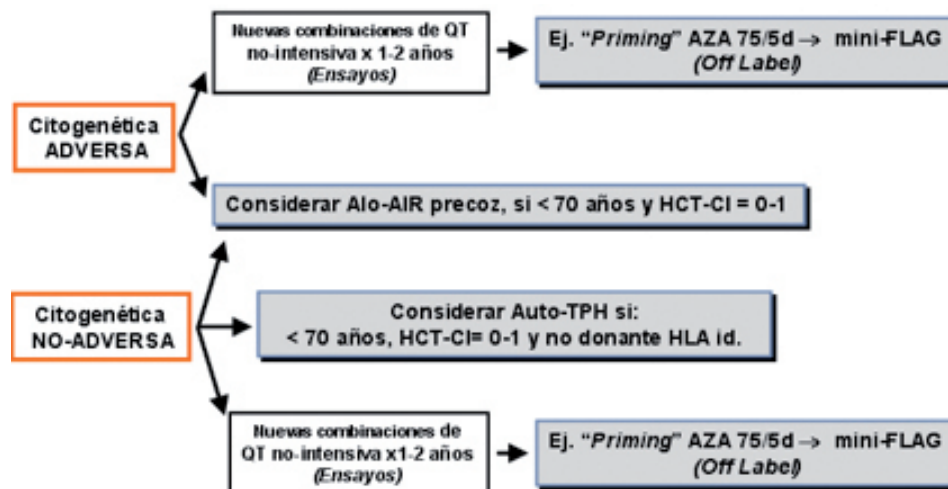 Nuevas combinaciones de QT
no-intensiva x 1-2 años
(Ensayos)
Ej. "Priming" AZA 75/5d → mini-FLAG
(Off Label)
Citogenética
ADVERSA
Considerar Alo-AIR precoz, si < 70 años y HCT-CI = 0-1
Citogenética
NO-ADVERSA
Considerar Auto-TPH si:
< 70 años, HCT-CI= 0-1 y no donante HLA id.
Nuevas combinaciones de
QT no-intensiva x1-2 años
(Ensayos)
Ej. "Priming" AZA 75/5d → mini-FLAG
(Off Label)